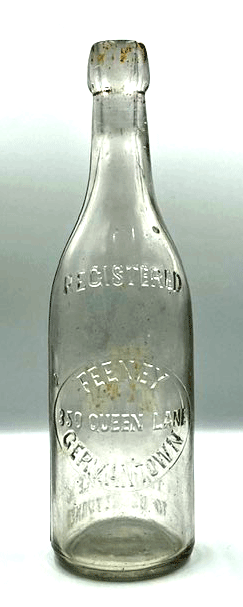 REGISTERED
FEENEY
350 QUEEN LANE
GERMANTOWN